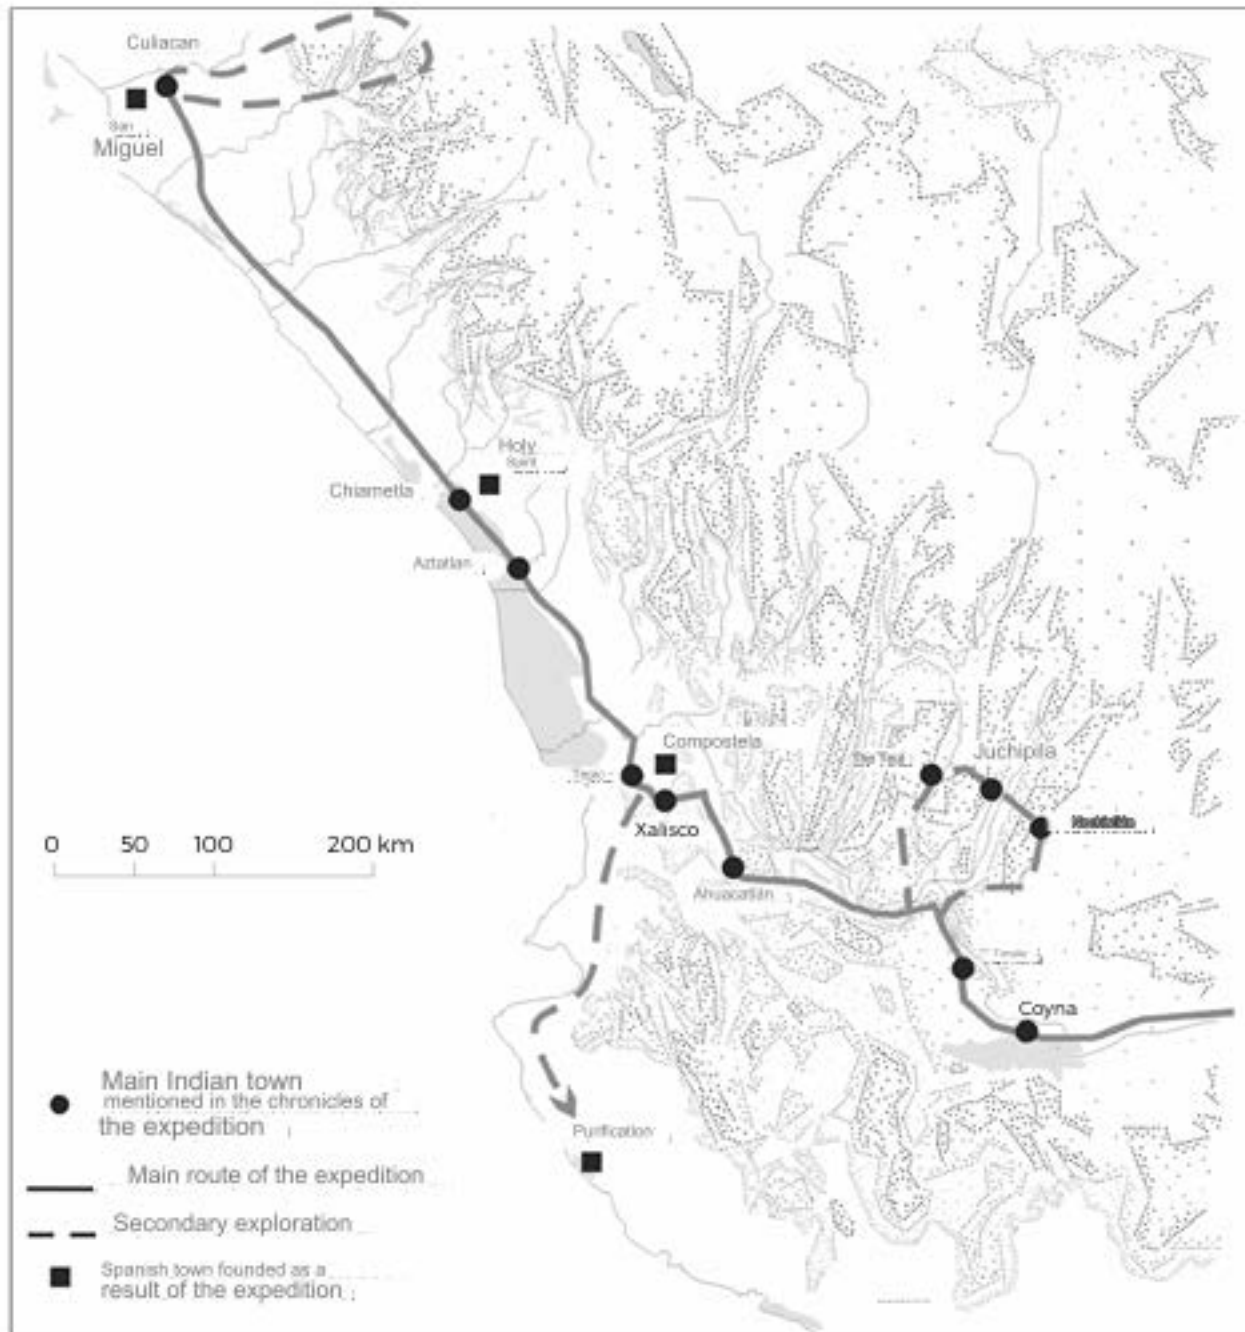 Culiacan
San
Miguel
Holy
Spirit
Chiametla
Aztatlan
Compostela
Juchipila
Xalisco
0 50 100 200 km
Ahuacatlan
Coyna
Main Indian town
mentioned in the chronicles of
the expedition
Purification
Main route of the expedition
Secondary exploration
Spanish town founded as a
result of the expedition